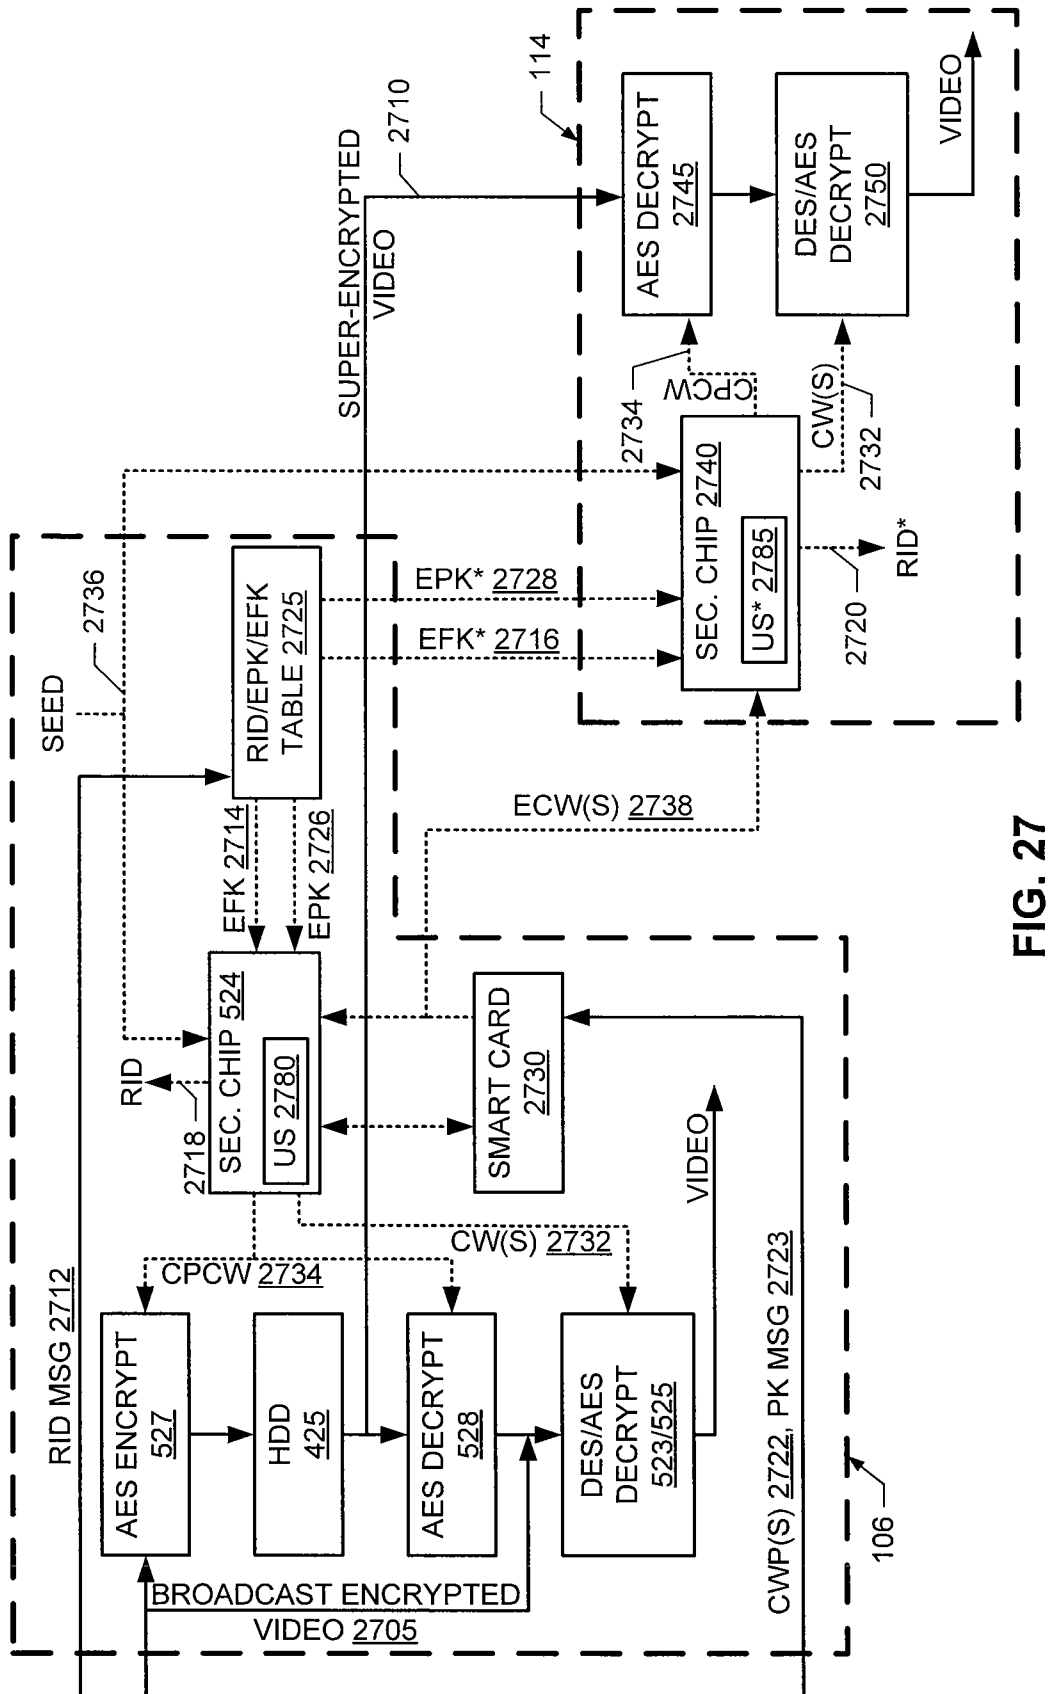 RID MSG 2712
SEED
2736
AES ENCRYPT
527
HDD
425
AES DECRYPT
528
DES/AES
DECRYPT
523/525
BROADCAST ENCRYPTED
VIDEO 2705
CPCW 2734
CW(S) 2732
VIDEO
RID
2718
SEC. CHIP 524
US 2780
SMART CARD
2730
EFK 2714
EPK 2726
RID/EPK/EFK
TABLE 2725
EPK* 2728
EFK* 2716
ECW(S) 2738
SUPER-ENCRYPTED
VIDEO
2710
114
AES DECRYPT
2745
DES/AES
DECRYPT
2750
VIDEO
2734
CPCW
CW(S)
2732
SEC. CHIP 2740
US* 2785
2720
RID*
CWP(S) 2722, PK MSG 2723
106
FIG. 27